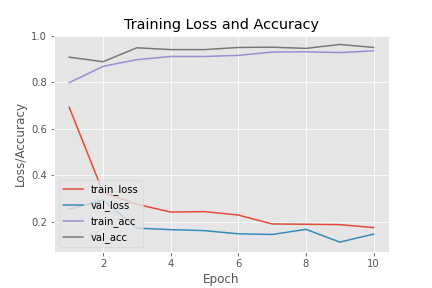 Training Loss and Accuracy
Loss/Accuracy
1.0
0.8
0.6
0.4
0.2
train_loss
val_loss
train_acc
val_acc
2 4 6 8 10
Epoch